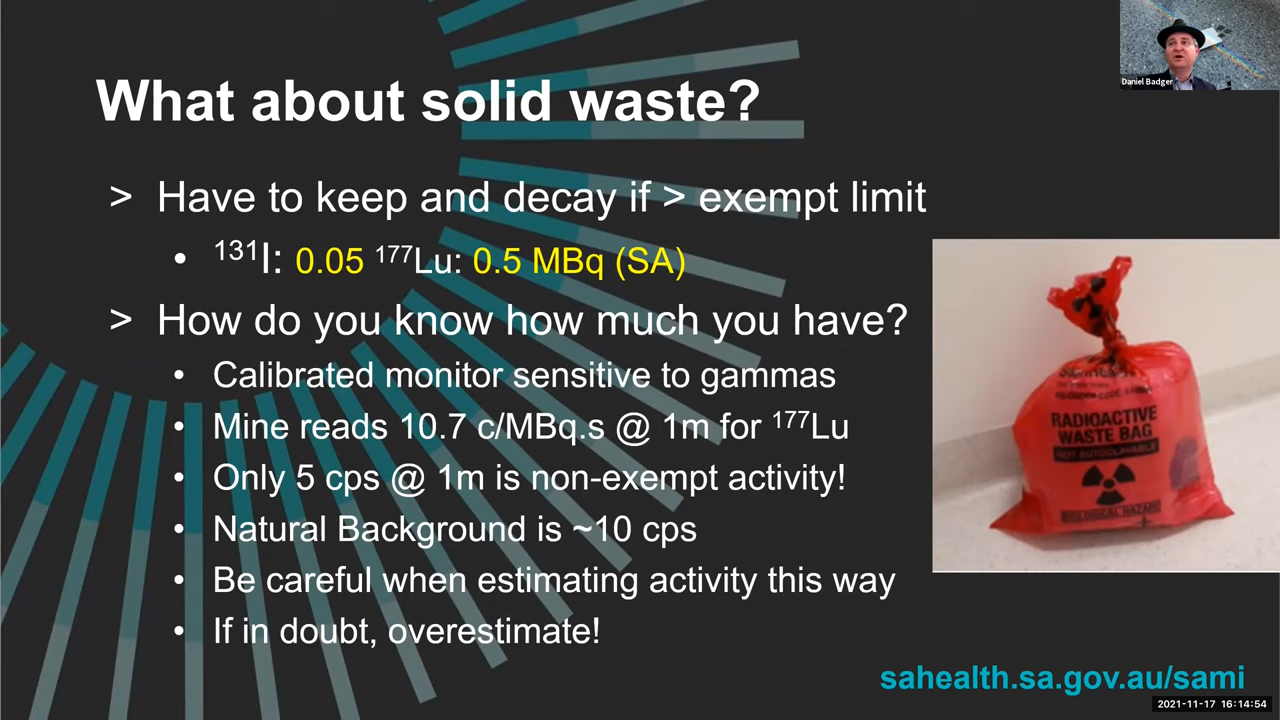 Daniel Badger
What about solid waste?
> Have to keep and decay if > exempt limit
• ¹³¹I: 0.05 ¹⁷⁷Lu: 0.5 MBq (SA)
> How do you know how much you have?
• Calibrated monitor sensitive to gammas
• Mine reads 10.7 c/MBq.s @ 1m for ¹⁷⁷Lu
• Only 5 cps @ 1m is non-exempt activity!
• Natural Background is ~10 cps
• Be careful when estimating activity this way
• If in doubt, overestimate!
RADIOACTIVE
WASTE BAG
NOT AUTOCLAVABLE
BIOLOGICAL HAZARD
sahealth.sa.gov.au/sami
2021-11-17 16:14:54